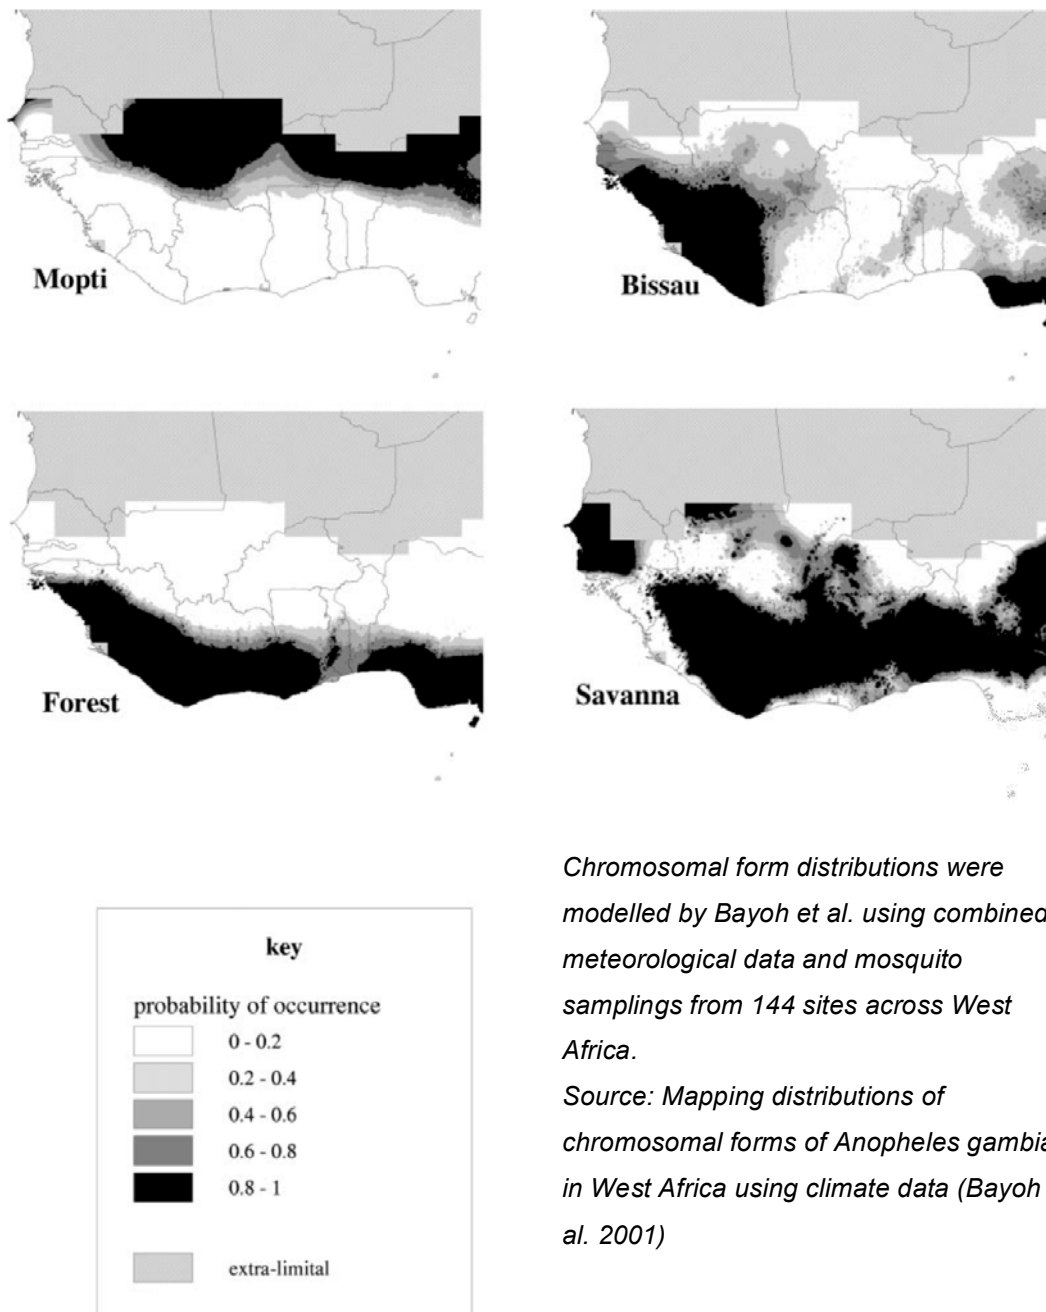 Mopti
Bissau
Forest
Savanna
key
probability of occurrence
0 - 0.2
0.2 - 0.4
0.4 - 0.6
0.6 - 0.8
0.8 - 1
extra-limital
Chromosomal form distributions were
modelled by Bayoh et al. using combined
meteorological data and mosquito
samplings from 144 sites across West
Africa.
Source: Mapping distributions of
chromosomal forms of Anopheles gambia
in West Africa using climate data (Bayoh
al. 2001)